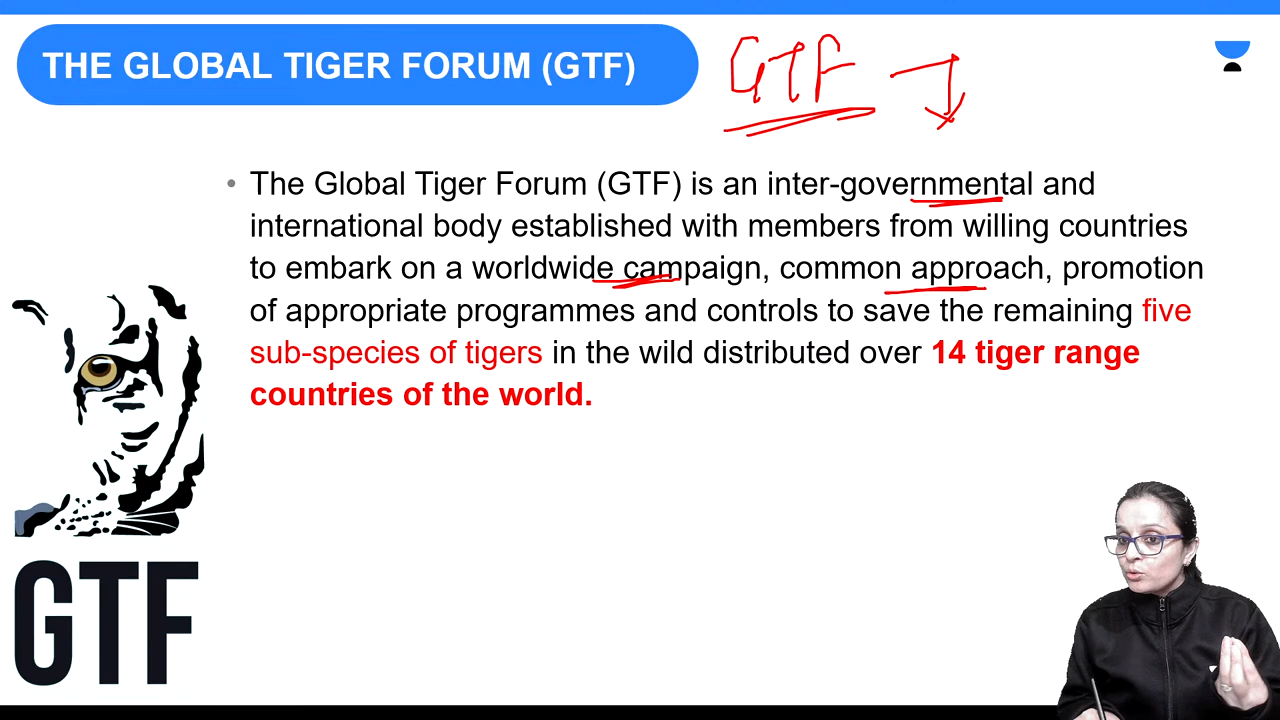 THE GLOBAL TIGER FORUM (GTF)
GTF
• The Global Tiger Forum (GTF) is an inter-governmental and
international body established with members from willing countries
to embark on a worldwide campaign, common approach, promotion
of appropriate programmes and controls to save the remaining five
sub-species of tigers in the wild distributed over 14 tiger range
countries of the world.
GTF